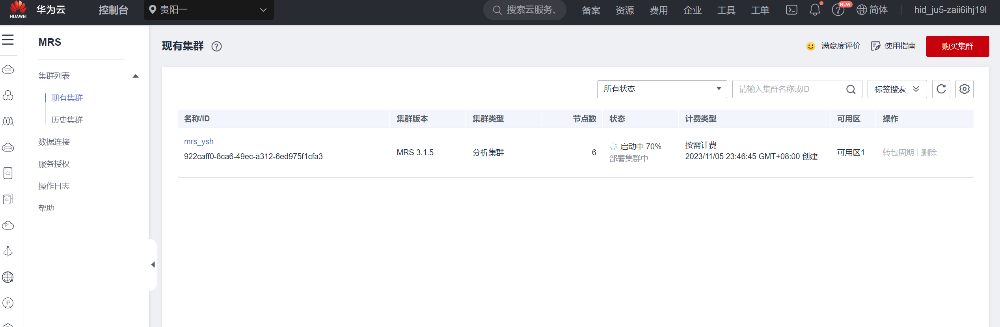 HUAWEI
华为云
控制台
贵阳一
搜索云服务、
备案
资源
费用
企业
工具
工单
NEW
简体
hid_ju5-zaii6ihj19l
MRS
集群列表
现有集群
历史集群
数据连接
服务授权
操作日志
帮助
W
IP
现有集群
满意度评价
使用指南
购买集群
所有状态
请输入集群名称或ID
标签搜索
名称/ID 集群版本 集群类型 节点数 状态 计费类型 可用区 操作
mrs_ysh
922caff0-8ca6-49ec-a312-6ed975f1cfa3
MRS 3.1.5
分析集群
6
启动中 70%
部署集群中
按需计费
2023/11/05 23:46:45 GMT+08:00 创建
可用区1
转包周期 | 删除